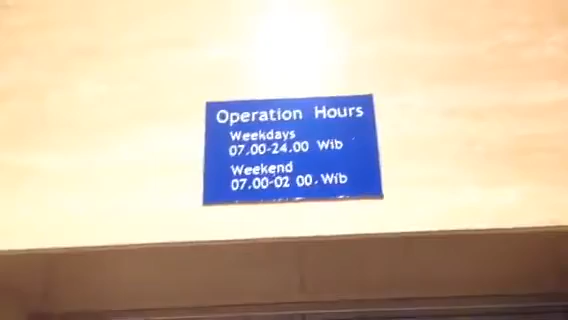 Operation Hours
Weekdays
07.00-24.00 Wib
Weekend
07.00-02 00.Wib